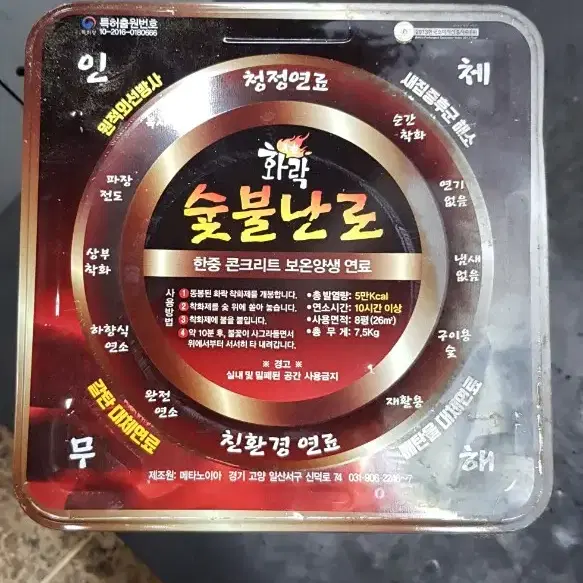 특허출원번호
10-2016-0180666
인
체
원적외선방사
청정연료
새집증후군 해소
순간
착화
파장
전도
연기
없음
화락
숯불난로
한중 콘크리트 보온양생 연료
상부
착화
냄새
없음
사용방법
1 동봉된 화락 착화제를 개봉합니다.
2 착화제를 숯 위에 쏟아 놓습니다.
3 착화제에 불을 붙입니다.
4 약 10분 후, 불꽃이 사그라들면서
위에서부터 서서히 타 내려갑니다.
•총발열량: 5만Kcal
•연소시간: 10시간 이상
•사용면적: 8평(26㎡)
•총 무 게: 7,5Kg
하향식
연소
구이용
숯
※ 경고 ※
실내 및 밀폐된 공간 사용금지
완전
연소
재활용
갈탄 대체연료
친환경 연료
대체연료
무
해
제조원: 메타노이아 경기 고양 일산서구 신덕로 74 031-906